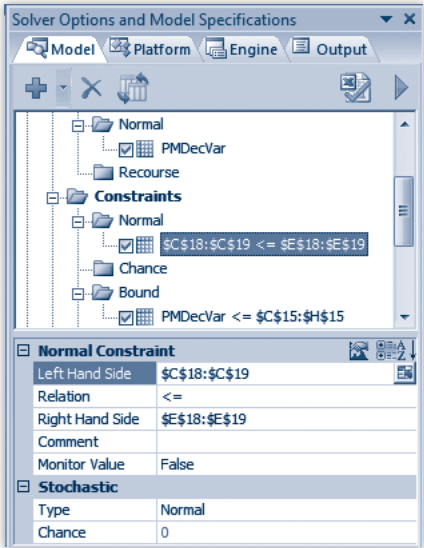 Solver Options and Model Specifications
Model Platform Engine Output
Normal
PMDecVar
Recourse
Constraints
Normal
$C$18:$C$19 <= $E$18:$E$19
Chance
Bound
PMDecVar <= $C$15:$H$15
Normal Constraint
Left Hand Side $C$18:$C$19
Relation <=
Right Hand Side $E$18:$E$19
Comment
Monitor Value False
Stochastic
Type Normal
Chance 0